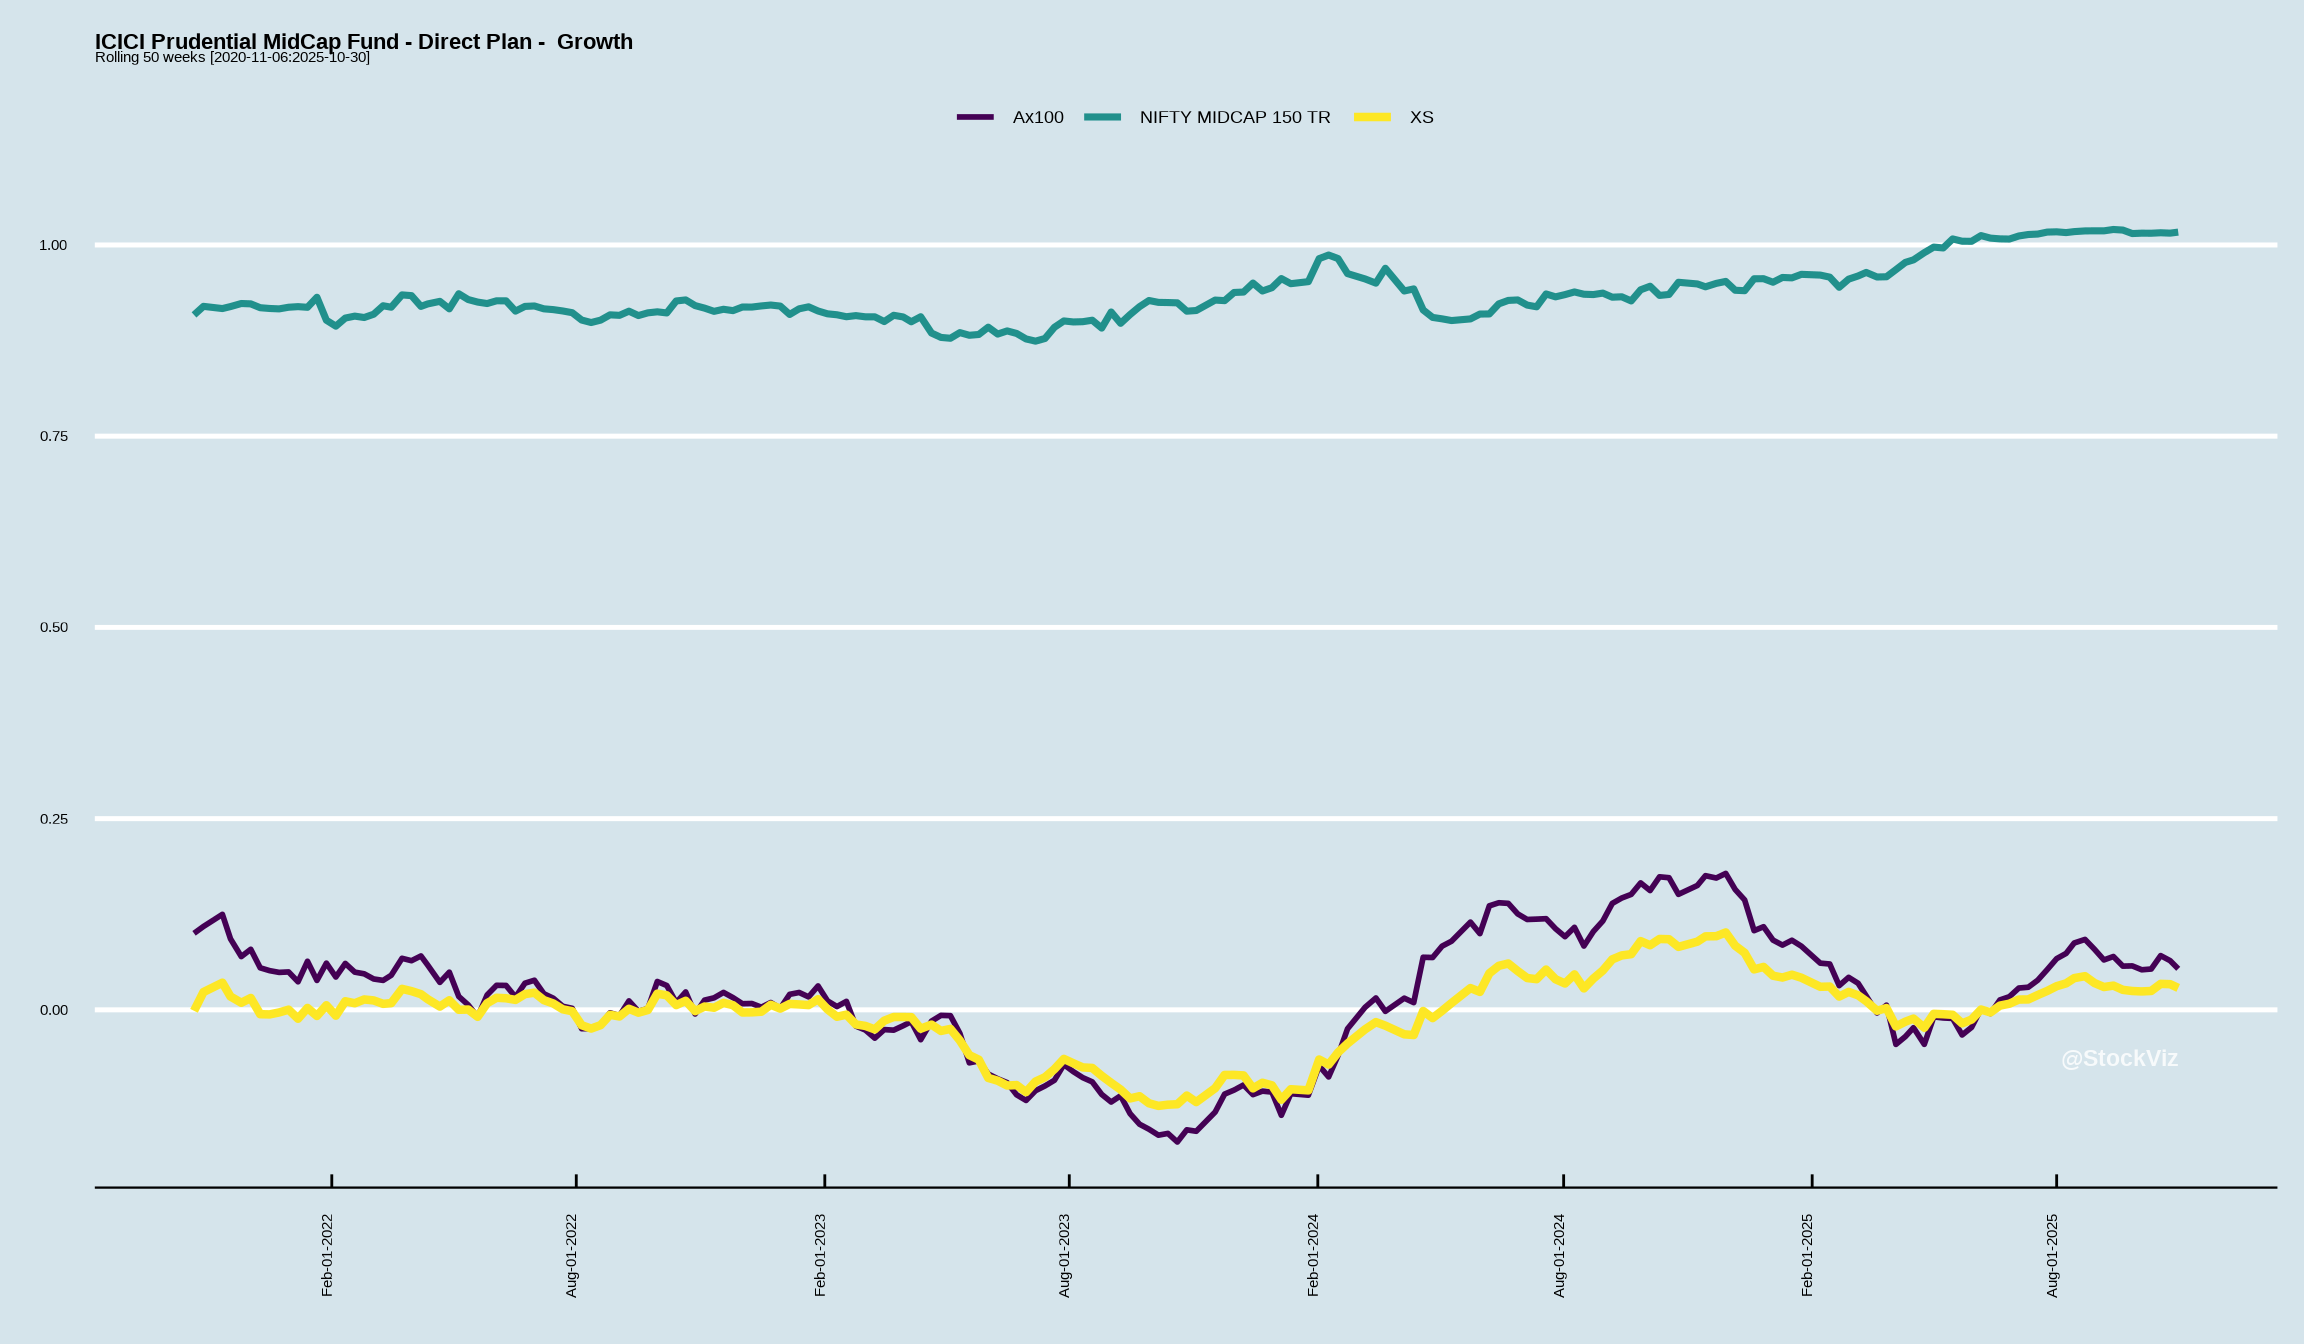 ICICI Prudential MidCap Fund - Direct Plan -  Growth
Rolling 50 weeks [2020-11-06:2025-10-30]
Ax100 NIFTY MIDCAP 150 TR XS
1.00
0.75
0.50
0.25
0.00
@StockViz
Feb-01-2022
Aug-01-2022
Feb-01-2023
Aug-01-2023
Feb-01-2024
Aug-01-2024
Feb-01-2025
Aug-01-2025